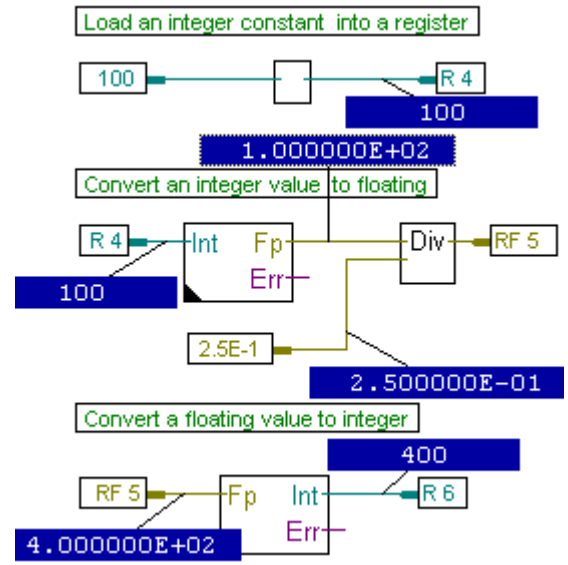 Load an integer constant into a register
100 R 4
100
1.000000E+02
Convert an integer value to floating
R 4 Int Fp Div RF 5
Err
100
2.5E-1
2.500000E-01
Convert a floating value to integer
400
RF 5 Fp Int R 6
Err
4.000000E+02